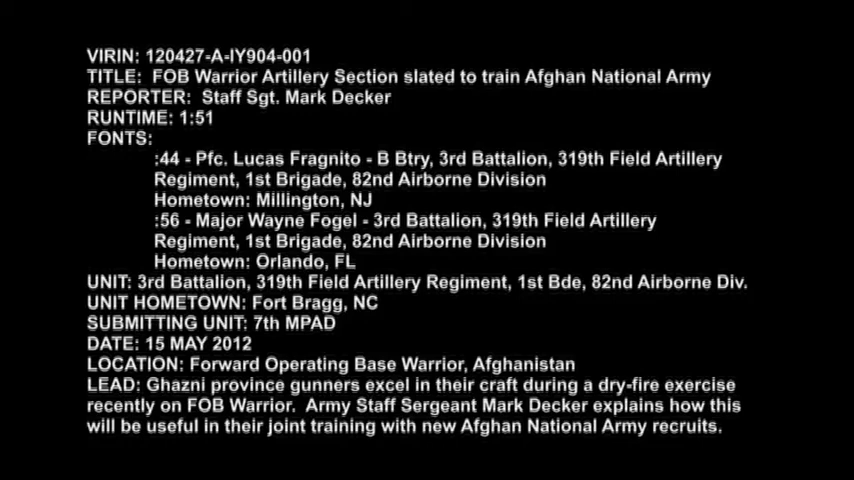 VIRIN: 120427-A-IY904-001
TITLE: FOB Warrior Artillery Section slated to train Afghan National Army
REPORTER: Staff Sgt. Mark Decker
RUNTIME: 1:51
FONTS:
:44 - Pfc. Lucas Fragnito - B Btry, 3rd Battalion, 319th Field Artillery
Regiment, 1st Brigade, 82nd Airborne Division
Hometown: Millington, NJ
:56 - Major Wayne Fogel - 3rd Battalion, 319th Field Artillery
Regiment, 1st Brigade, 82nd Airborne Division
Hometown: Orlando, FL
UNIT: 3rd Battalion, 319th Field Artillery Regiment, 1st Bde, 82nd Airborne Div.
UNIT HOMETOWN: Fort Bragg, NC
SUBMITTING UNIT: 7th MPAD
DATE: 15 MAY 2012
LOCATION: Forward Operating Base Warrior, Afghanistan
LEAD: Ghazni province gunners excel in their craft during a dry-fire exercise
recently on FOB Warrior. Army Staff Sergeant Mark Decker explains how this
will be useful in their joint training with new Afghan National Army recruits.